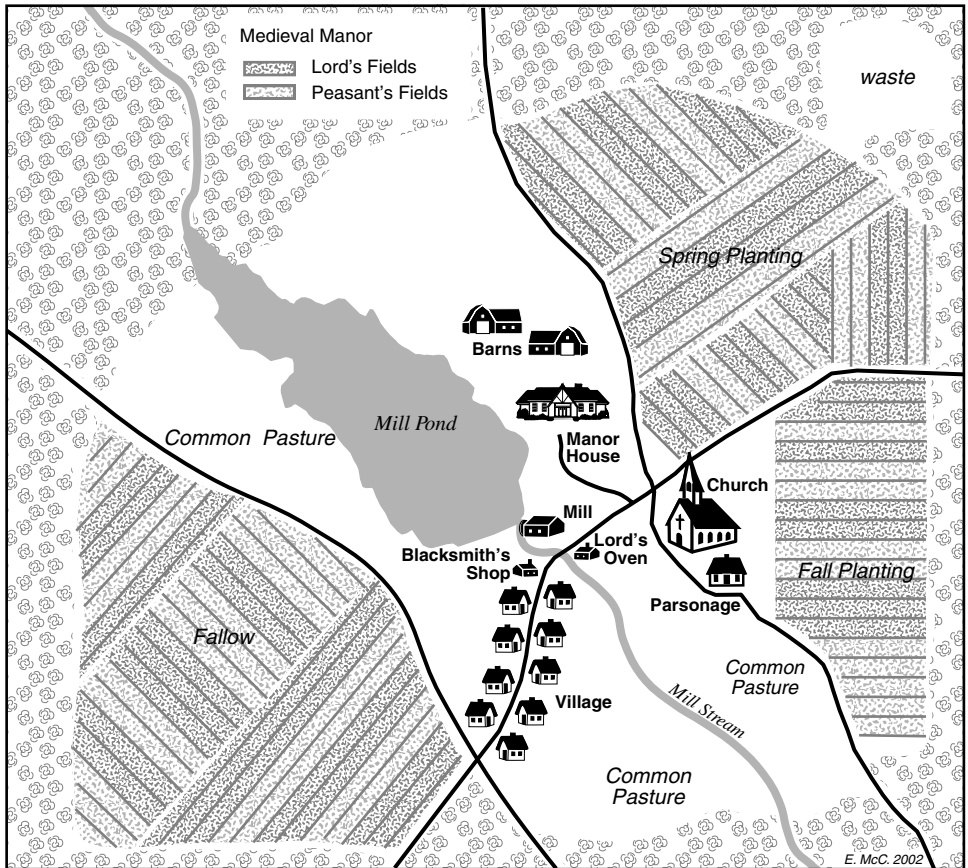 Medieval Manor
Lord's Fields
Peasant's Fields
waste
Spring Planting
Barns
Mill Pond
Common Pasture
Manor
House
Church
Mill
Lord's
Oven
Blacksmith's
Shop
Fall Planting
Parsonage
Fallow
Common
Pasture
Village
Mill Stream
Common
Pasture
E. McC. 2002